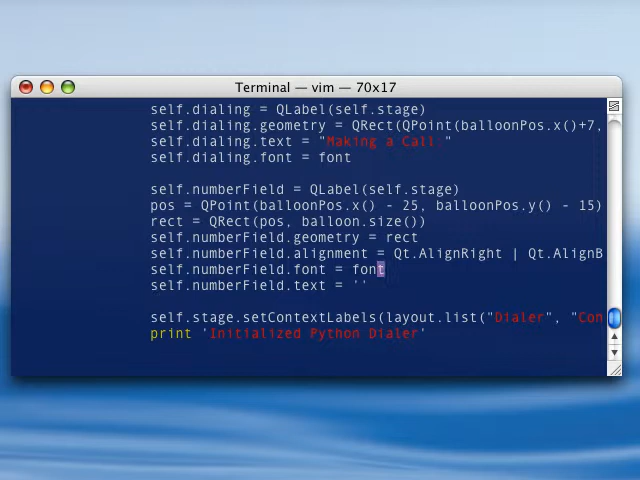 Terminal — vim — 70x17
self.dialing = QLabel(self.stage)
self.dialing.geometry = QRect(QPoint(balloonPos.x()+7,
self.dialing.text = "Making a Call:"
self.dialing.font = font
self.numberField = QLabel(self.stage)
pos = QPoint(balloonPos.x() - 25, balloonPos.y() - 15)
rect = QRect(pos, balloon.size())
self.numberField.geometry = rect
self.numberField.alignment = Qt.AlignRight | Qt.AlignB
self.numberField.font = font
self.numberField.text = ''
self.stage.setContextLabels(layout.list("Dialer", "Con
print 'Initialized Python Dialer'